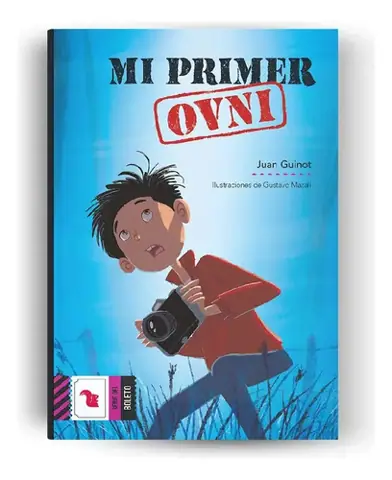 MI PRIMER
OVNI
Juan Guinot
Ilustraciones de Gustavo Mazali
BOLETO